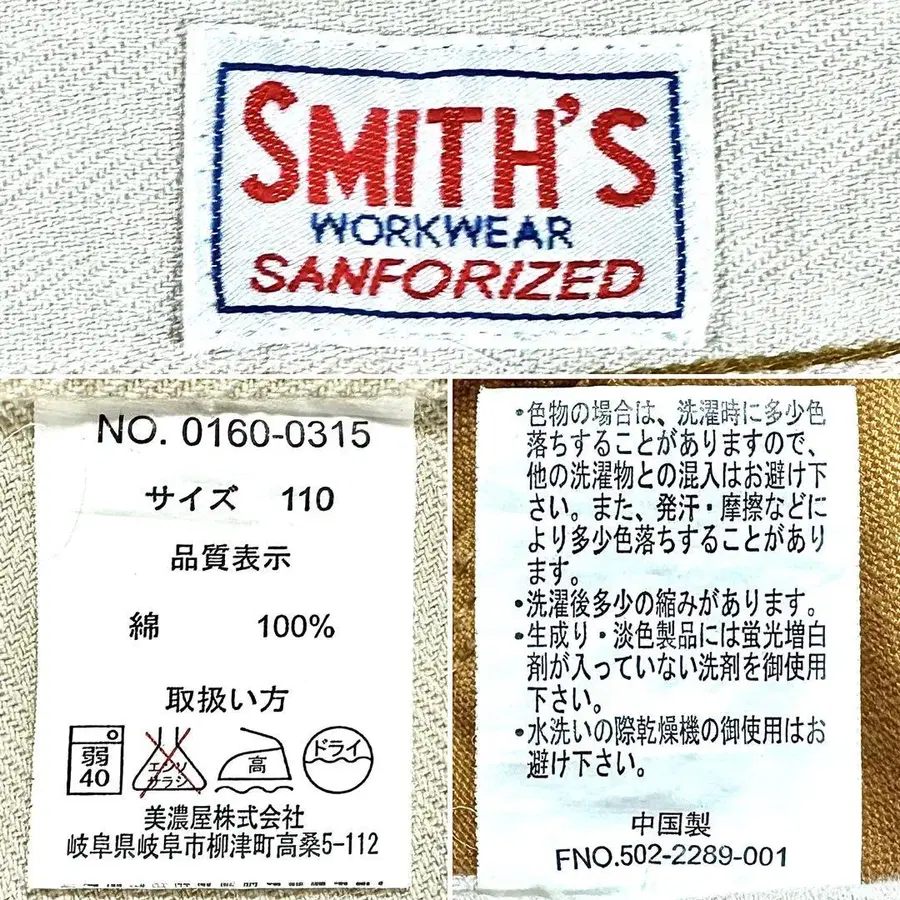 SMITH'S
WORKWEAR
SANFORIZED
NO. 0160-0315
サイズ 110
品質表示
綿 100%
取扱い方
弱
40
エンソ
サラシ
高
ドライ
美濃屋株式会社
岐阜県岐阜市柳津町高桑5-112
・色物の場合は、洗濯時に多少色
落ちすることがありますので、
他の洗濯物との混入はお避け下
さい。また、発汗・摩擦などに
より多少色落ちすることがあり
ます。
・洗濯後多少の縮みがあります。
・生成り・淡色製品には蛍光増白
剤が入っていない洗剤を御使用
下さい。
・水洗いの際乾燥機の御使用はお
避け下さい。
中国製
FNO.502-2289-001